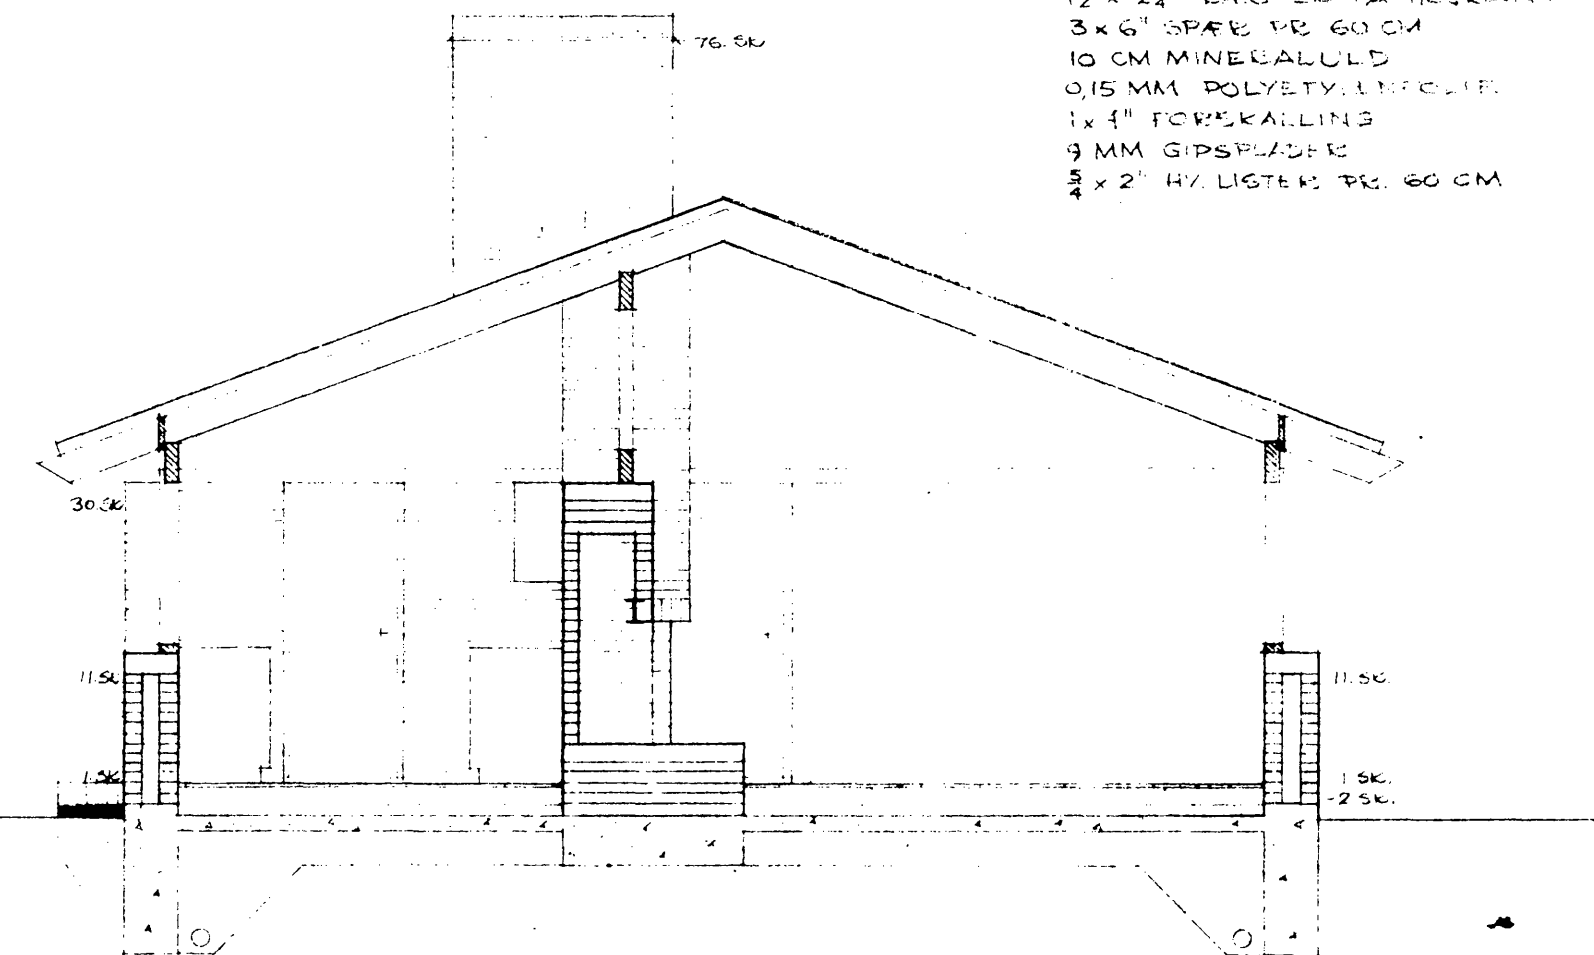 3 x 6" SPÆR PR 60 CM
10 CM MINERALULD
0,15 MM POLYETYLENFOLIE
1 x 4" FORSKALLING
9 MM GIPSPLADER
5/4 x 2" HV. LISTER PR. 60 CM
76. SK
30. SK
11. SK
11. SK.
1. SK
1 SK.
-2 SK.